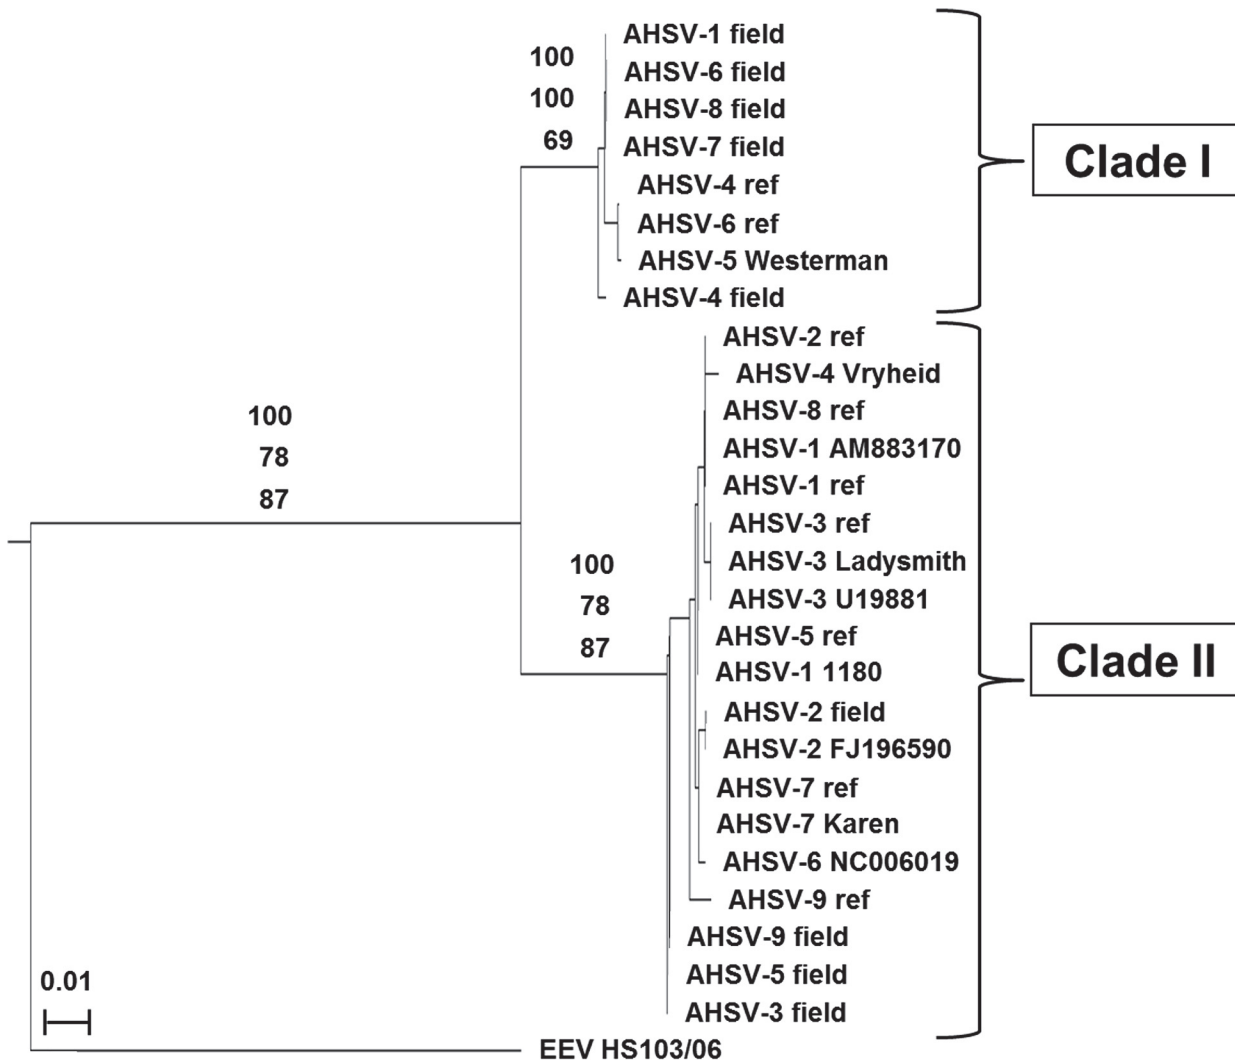 AHSV-1 field
100
AHSV-6 field
100
AHSV-8 field
69
AHSV-7 field
Clade I
AHSV-4 ref
AHSV-6 ref
AHSV-5 Westerman
AHSV-4 field
AHSV-2 ref
AHSV-4 Vryheid
AHSV-8 ref
100
AHSV-1 AM883170
78
AHSV-1 ref
87
AHSV-3 ref
100
AHSV-3 Ladysmith
78
AHSV-3 U19881
87
AHSV-5 ref
Clade II
AHSV-1 1180
AHSV-2 field
AHSV-2 FJ196590
AHSV-7 ref
AHSV-7 Karen
AHSV-6 NC006019
AHSV-9 ref
AHSV-9 field
AHSV-5 field
0.01
AHSV-3 field
EEV HS103/06